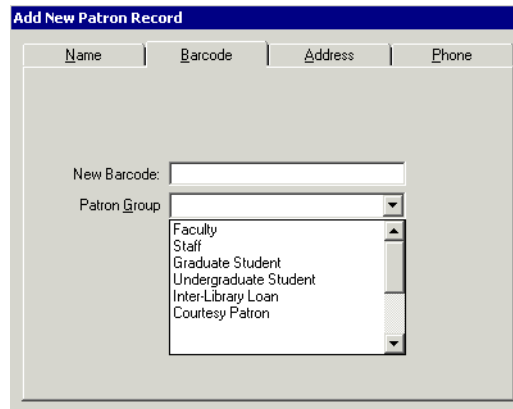 Add New Patron Record
Name Barcode Address Phone
New Barcode:
Patron Group
Faculty
Staff
Graduate Student
Undergraduate Student
Inter-Library Loan
Courtesy Patron